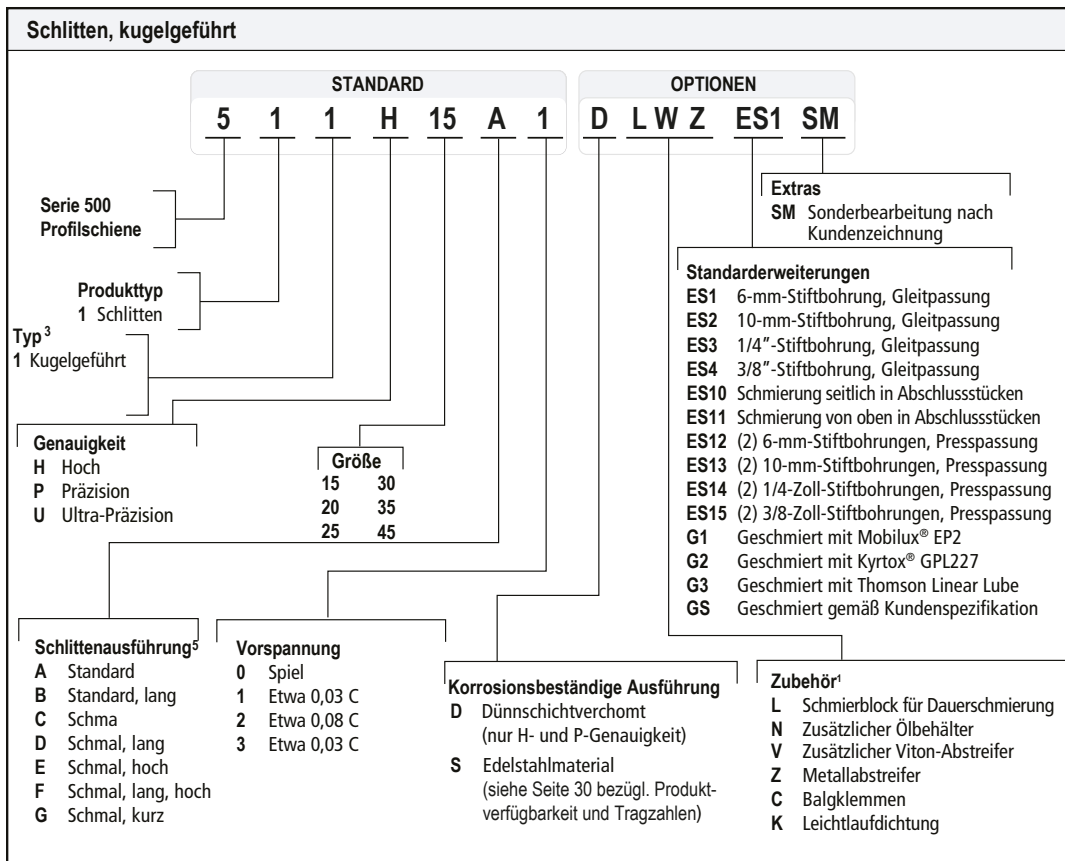 Schlitten, kugelgeführt
STANDARD
OPTIONEN
5 1 1 H 15 A 1 D L W Z ES1 SM
Serie 500
Profilschiene
Produkttyp
1 Schlitten
Typ³
1 Kugelgeführt
Genauigkeit
H Hoch
P Präzision
U Ultra-Präzision
Größe
15 30
20 35
25 45
Extras
SM Sonderbearbeitung nach
Kundenzeichnung
Standarderweiterungen
ES1 6-mm-Stiftbohrung, Gleitpassung
ES2 10-mm-Stiftbohrung, Gleitpassung
ES3 1/4”-Stiftbohrung, Gleitpassung
ES4 3/8”-Stiftbohrung, Gleitpassung
ES10 Schmierung seitlich in Abschlussstücken
ES11 Schmierung von oben in Abschlussstücken
ES12 (2) 6-mm-Stiftbohrungen, Presspassung
ES13 (2) 10-mm-Stiftbohrungen, Presspassung
ES14 (2) 1/4-Zoll-Stiftbohrungen, Presspassung
ES15 (2) 3/8-Zoll-Stiftbohrungen, Presspassung
G1 Geschmiert mit Mobilux® EP2
G2 Geschmiert mit Kyrtox® GPL227
G3 Geschmiert mit Thomson Linear Lube
GS Geschmiert gemäß Kundenspezifikation
Schlittenausführung⁵
A Standard
B Standard, lang
C Schma
D Schmal, lang
E Schmal, hoch
F Schmal, lang, hoch
G Schmal, kurz
Vorspannung
0 Spiel
1 Etwa 0,03 C
2 Etwa 0,08 C
3 Etwa 0,03 C
Korrosionsbeständige Ausführung
D Dünnschichtverchomt
(nur H- und P-Genauigkeit)
S Edelstahlmaterial
(siehe Seite 30 bezügl. Produkt-
verfügbarkeit und Tragzahlen)
Zubehör¹
L Schmierblock für Dauerschmierung
N Zusätzlicher Ölbehälter
V Zusätzlicher Viton-Abstreifer
Z Metallabstreifer
C Balgklemmen
K Leichtlaufdichtung